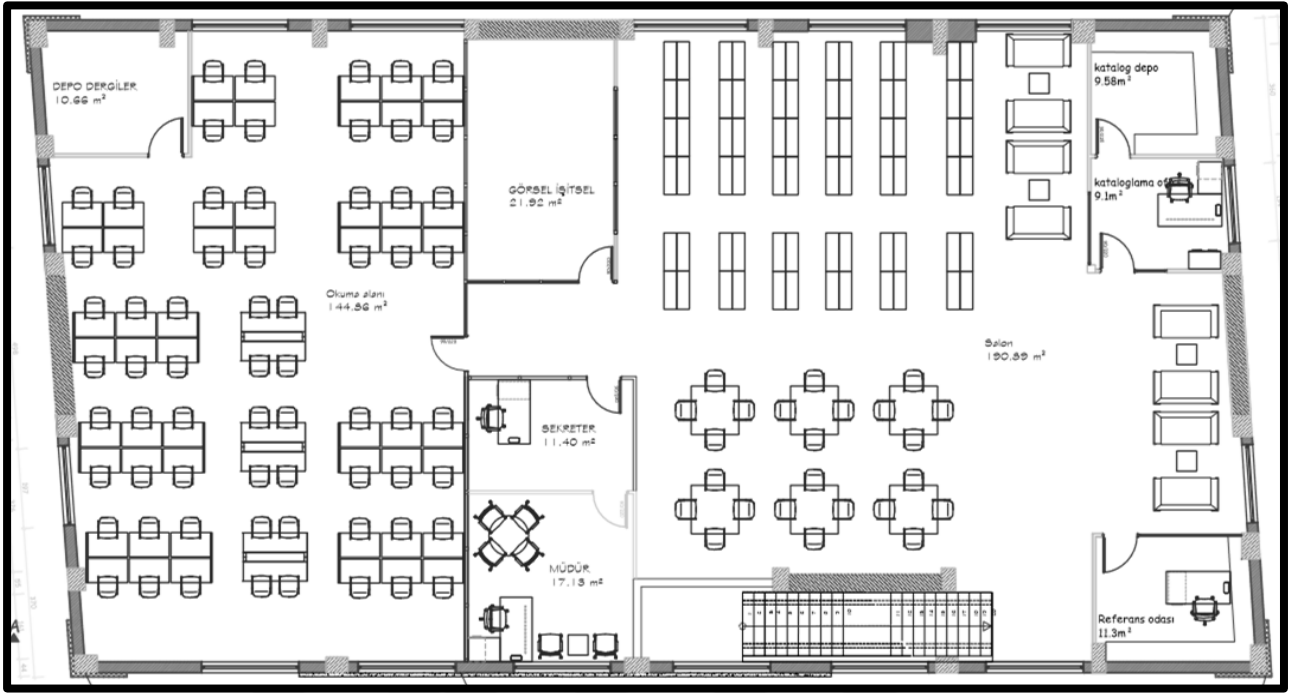 DEPO DERGİLER
10.66 m²
GÖRSEL İŞİTSEL
21.92 m²
Okuma alanı
144.86 m²
SEKRETER
11.40 m²
MÜDÜR
17.13 m²
Salon
190.89 m²
katalog depo
9.58m²
kataloglama of
9.1m²
Referans odası
11.3m²